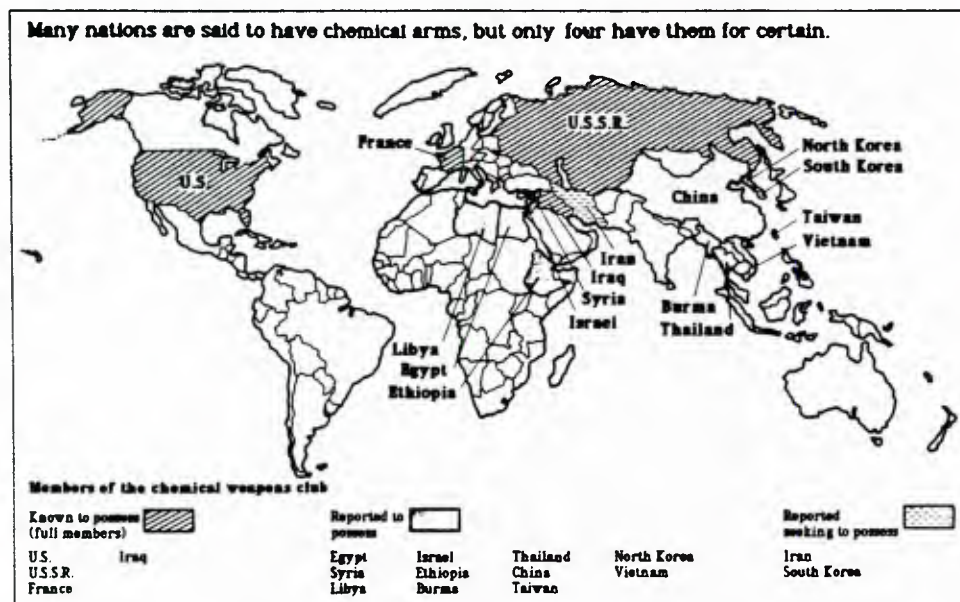 Many nations are said to have chemical arms, but only four have them for certain.
U.S.S.R.
France
North Korea
South Korea
U.S.
China
Taiwan
Vietnam
Iran
Iraq
Syria
Israel
Burma
Thailand
Libya
Egypt
Ethiopia
Members of the chemical weapons club
Known to possess
(full members)
Reported to
possess
Reported
seeking to possess
U.S. Iraq
U.S.S.R.
France
Egypt Israel Thailand North Korea
Syria Ethiopia China Vietnam
Libya Burma Taiwan
Iran
South Korea